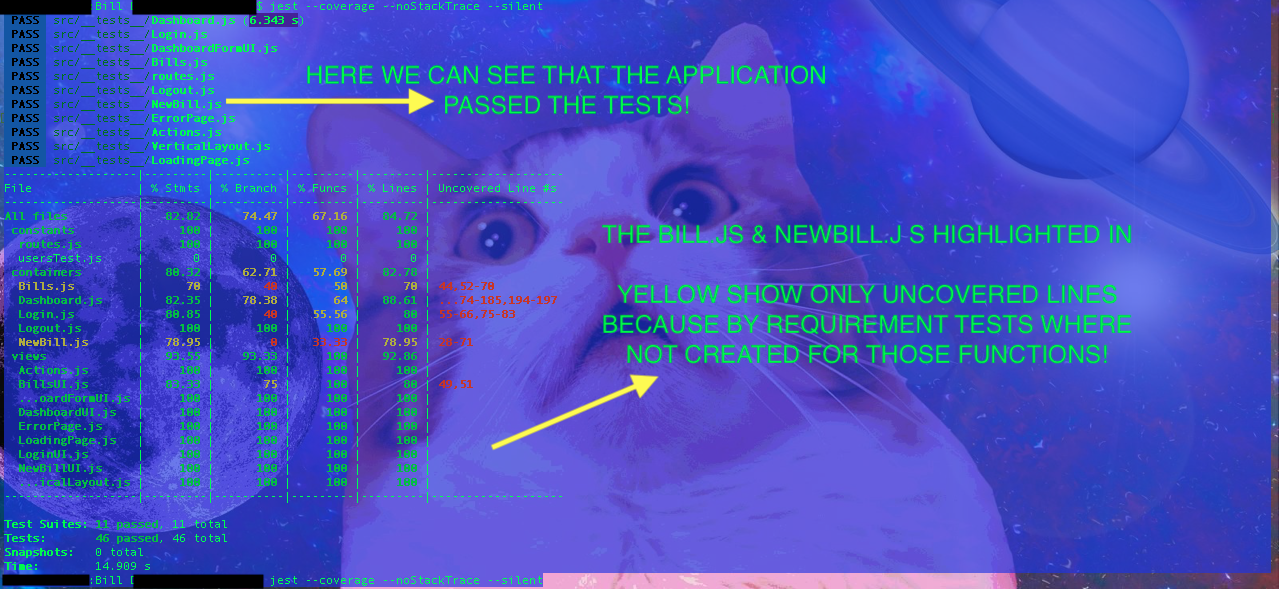 :Bill D $ jest --coverage --noStackTrace --silent
PASS src/__tests__/Dashboard.js (6.343 s)
PASS src/__tests__/Login.js
PASS src/__tests__/DashboardFormUI.js
PASS src/__tests__/Bills.js
PASS src/__tests__/routes.js
PASS src/__tests__/Logout.js
PASS src/__tests__/NewBill.js
PASS src/__tests__/ErrorPage.js
PASS src/__tests__/Actions.js
PASS src/__tests__/VerticalLayout.js
PASS src/__tests__/LoadingPage.js
HERE WE CAN SEE THAT THE APPLICATION
PASSED THE TESTS!
File | % Stmts | % Branch | % Funcs | % Lines | Uncovered Line #s
All files | 82.82 | 74.47 | 67.16 | 84.72 |
constants | 100 | 100 | 100 | 100 |
routes.js | 100 | 100 | 100 | 100 |
usersTest.js | 0 | 0 | 0 | 0 |
containers | 80.32 | 62.71 | 57.69 | 82.78 |
Bills.js | 70 | 40 | 50 | 70 | 44,52-70
Dashboard.js | 82.35 | 78.38 | 64 | 88.61 | ...74-185,194-197
Login.js | 80.85 | 40 | 55.56 | 80 |
Logout.js | 100 | 100 | 100 | 100 |
NewBill.js | 78.95 | 0 | 33.33 | 78.95 |
views | 93.55 | 93.33 | 100 | 92.86 |
Actions.js | 100 | 100 | 100 | 100 |
BillsUI.js | 83.33 | 75 | 100 | 80 | 49,51
...oardFormUI.js | 100 | 100 | 100 | 100 |
DashboardUI.js | 100 | 100 | 100 | 100 |
ErrorPage.js | 100 | 100 | 100 | 100 |
LoadingPage.js | 100 | 100 | 100 | 100 |
LoginUI.js | 100 | 100 | 100 | 100 |
NewBillUI.js | 100 | 100 | 100 | 100 |
...icalLayout.js | 100 | 100 | 100 | 100 |
THE BILL.JS & NEWBILL.J S HIGHLIGHTED IN
YELLOW SHOW ONLY UNCOVERED LINES
BECAUSE BY REQUIREMENT TESTS WHERE
NOT CREATED FOR THOSE FUNCTIONS!
Test Suites: 11 passed, 11 total
Tests: 46 passed, 46 total
Snapshots: 0 total
Time: 14.909 s
:Bill D jest --coverage --noStackTrace --silent